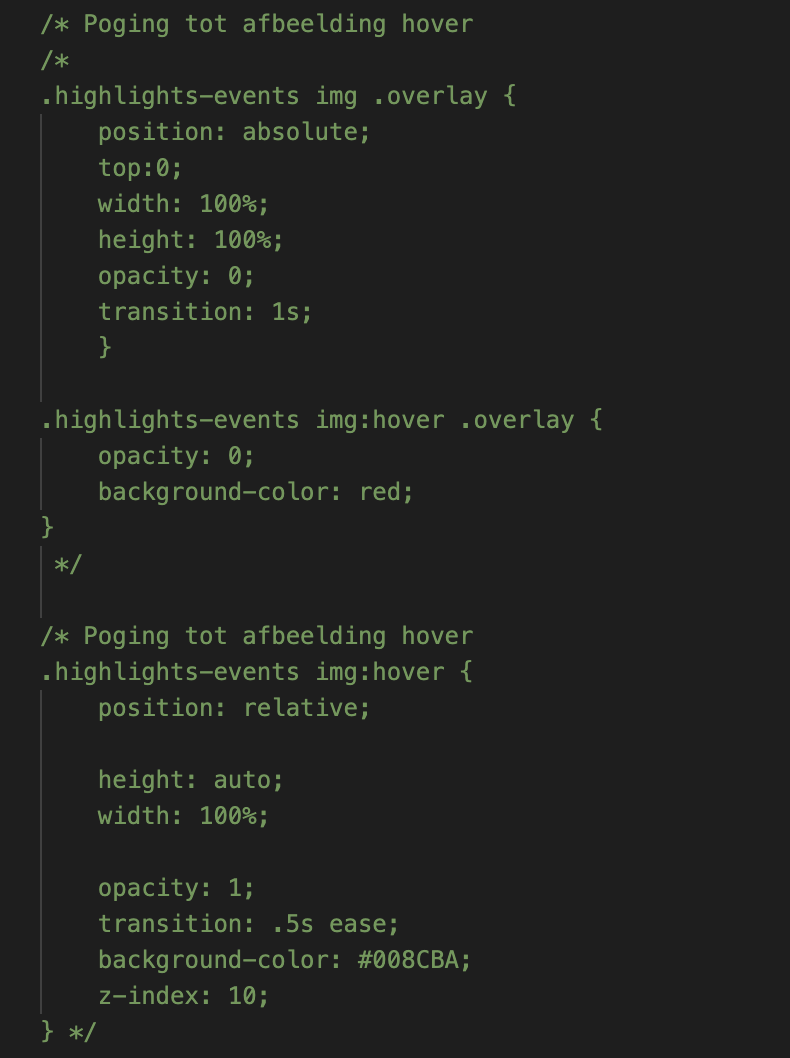 /* Poging tot afbeelding hover
/*
.highlights-events img .overlay {
    position: absolute;
    top:0;
    width: 100%;
    height: 100%;
    opacity: 0;
    transition: 1s;
    }

.highlights-events img:hover .overlay {
    opacity: 0;
    background-color: red;
}
 */

/* Poging tot afbeelding hover
.highlights-events img:hover {
    position: relative;

    height: auto;
    width: 100%;

    opacity: 1;
    transition: .5s ease;
    background-color: #008CBA;
    z-index: 10;
} */